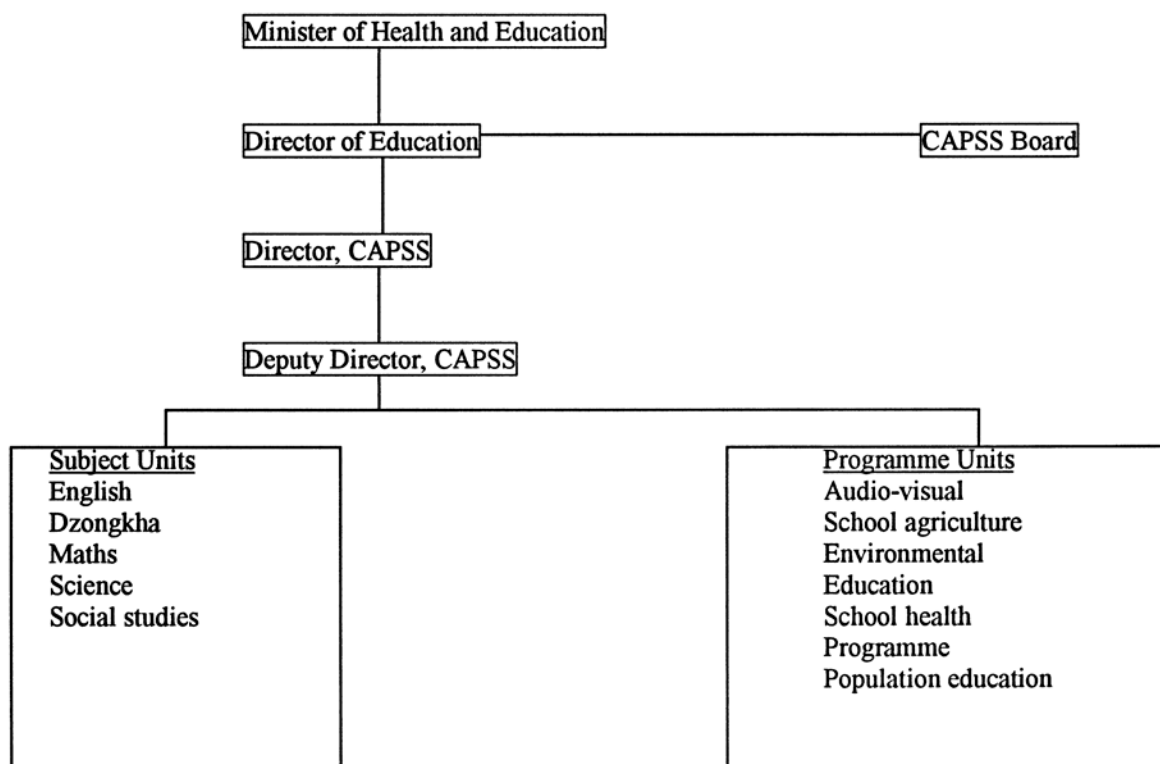 Minister of Health and Education
Director of Education
CAPSS Board
Director, CAPSS
Deputy Director, CAPSS
Subject Units
English
Dzongkha
Maths
Science
Social studies
Programme Units
Audio-visual
School agriculture
Environmental
Education
School health
Programme
Population education